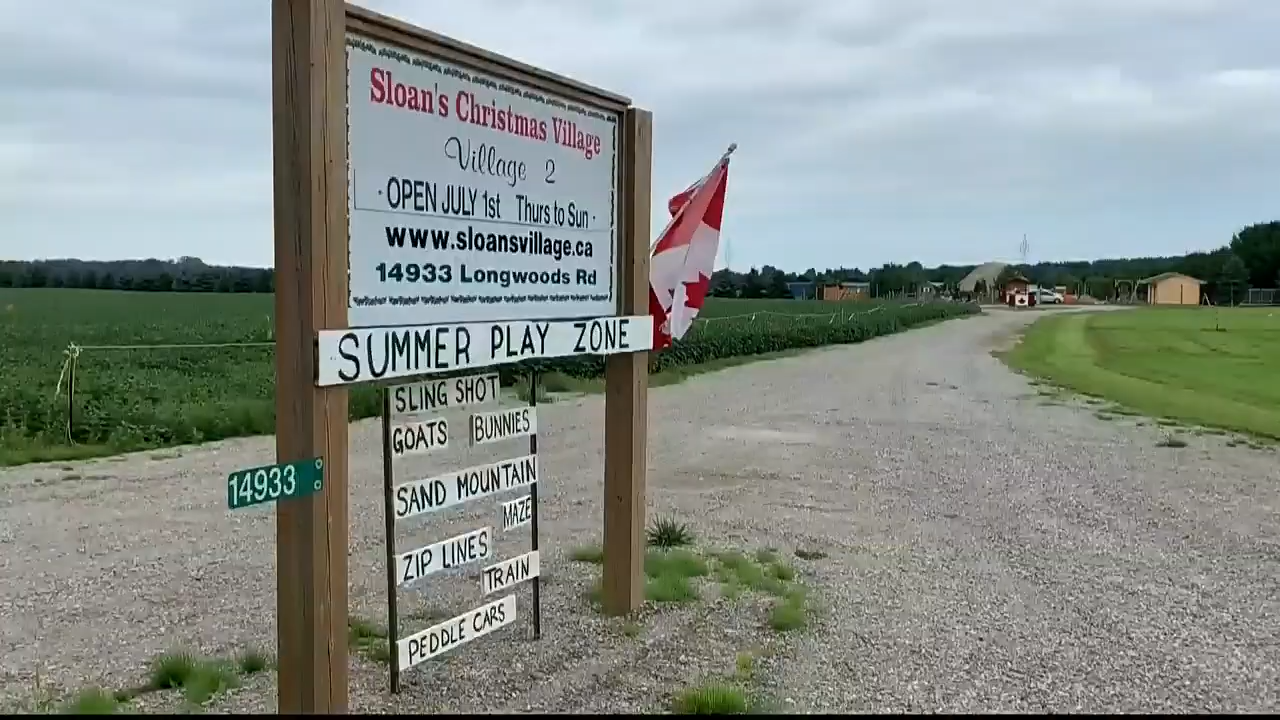 Sloan's Christmas Village
Village 2
· OPEN JULY 1st Thurs to Sun ·
www.sloansvillage.ca
14933 Longwoods Rd
SUMMER PLAY ZONE
SLING SHOT
GOATS BUNNIES
14933
SAND MOUNTAIN
MAZE
ZIP LINES
TRAIN
PEDDLE CARS